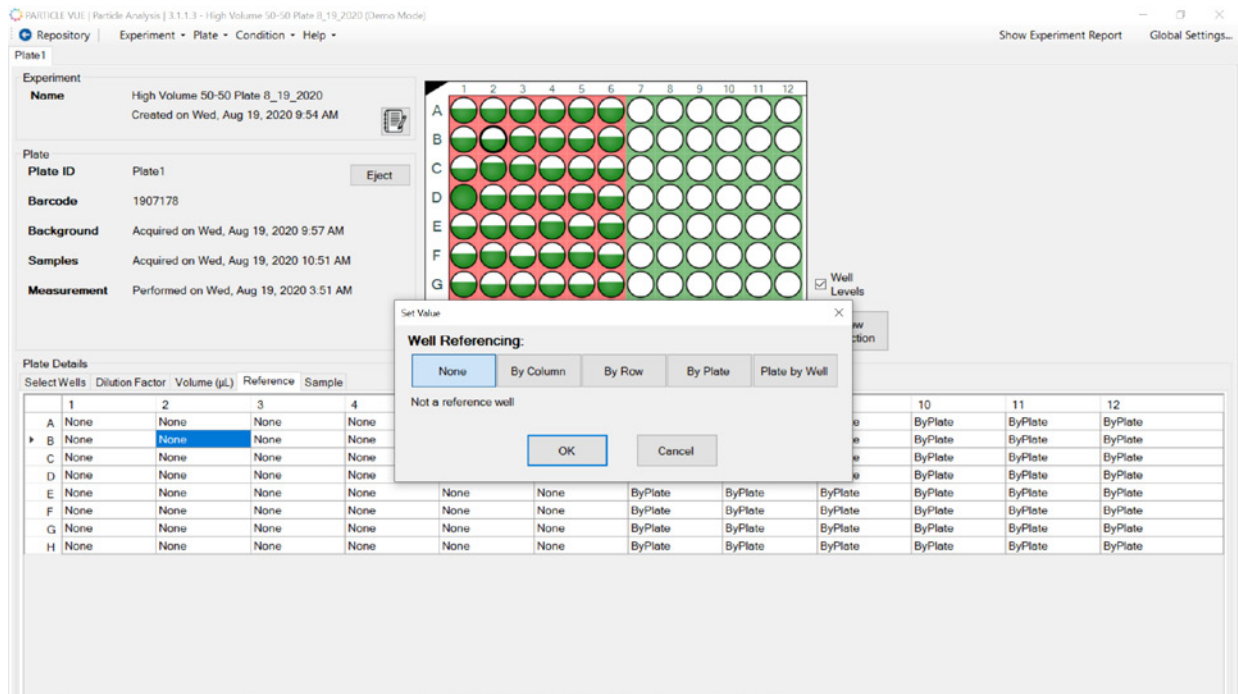 PARTICLE VUE | Particle Analysis | 3.1.1.3 - High Volume 50-50 Plate 8_19_2020 (Demo Mode)
Repository | Experiment Plate Condition Help Show Experiment Report Global Settings...
Plate1
Experiment
Name High Volume 50-50 Plate 8_19_2020
Created on Wed, Aug 19, 2020 9:54 AM
Plate
Plate ID Plate1 Eject
Barcode 1907178
Background Acquired on Wed, Aug 19, 2020 9:57 AM
Samples Acquired on Wed, Aug 19, 2020 10:51 AM
Measurement Performed on Wed, Aug 19, 2020 3:51 AM
1 2 3 4 5 6 7 8 9 10 11 12
A
B
C
D
E
F
G
Well
Levels
Set Value
Well Referencing:
None By Column By Row By Plate Plate by Well
Not a reference well
OK Cancel
Plate Details
Select Wells Dilution Factor Volume (µL) Reference Sample
1 2 3 4 10 11 12
A None None None None ByPlate ByPlate ByPlate
B None None None None ByPlate ByPlate ByPlate
C None None None None ByPlate ByPlate ByPlate
D None None None None ByPlate ByPlate ByPlate
E None None None None None None ByPlate ByPlate ByPlate ByPlate ByPlate ByPlate
F None None None None None None ByPlate ByPlate ByPlate ByPlate ByPlate ByPlate
G None None None None None None ByPlate ByPlate ByPlate ByPlate ByPlate ByPlate
H None None None None None None ByPlate ByPlate ByPlate ByPlate ByPlate ByPlate